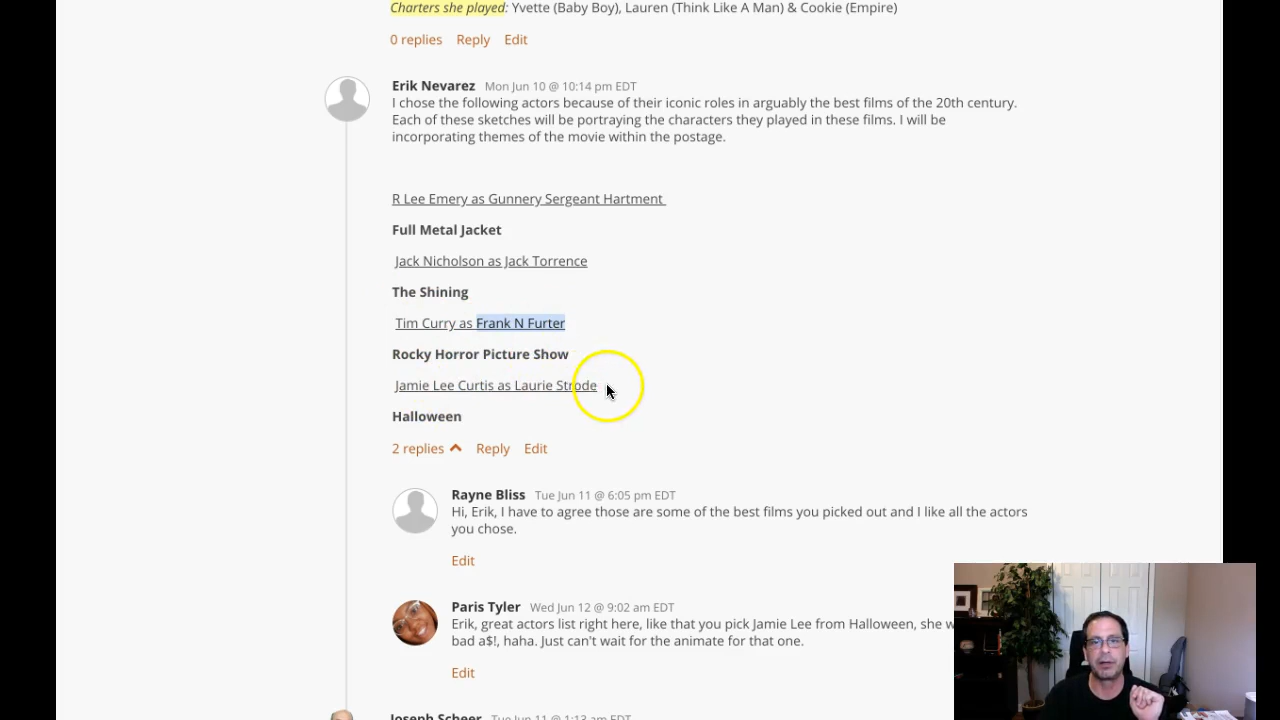 Charters she played: Yvette (Baby Boy), Lauren (Think Like A Man) & Cookie (Empire)
0 replies Reply Edit
Erik Nevarez Mon Jun 10 @ 10:14 pm EDT
I chose the following actors because of their iconic roles in arguably the best films of the 20th century.
Each of these sketches will be portraying the characters they played in these films. I will be
incorporating themes of the movie within the postage.
R Lee Emery as Gunnery Sergeant Hartment
Full Metal Jacket
Jack Nicholson as Jack Torrence
The Shining
Tim Curry as Frank N Furter
Rocky Horror Picture Show
Jamie Lee Curtis as Laurie Strode
Halloween
2 replies Reply Edit
Rayne Bliss Tue Jun 11 @ 6:05 pm EDT
Hi, Erik, I have to agree those are some of the best films you picked out and I like all the actors
you chose.
Edit
Paris Tyler Wed Jun 12 @ 9:02 am EDT
Erik, great actors list right here, like that you pick Jamie Lee from Halloween, she
bad a$!, haha. Just can't wait for the animate for that one.
Edit
Joseph Scheer Tue Jun 11 @ 1:13 am EDT